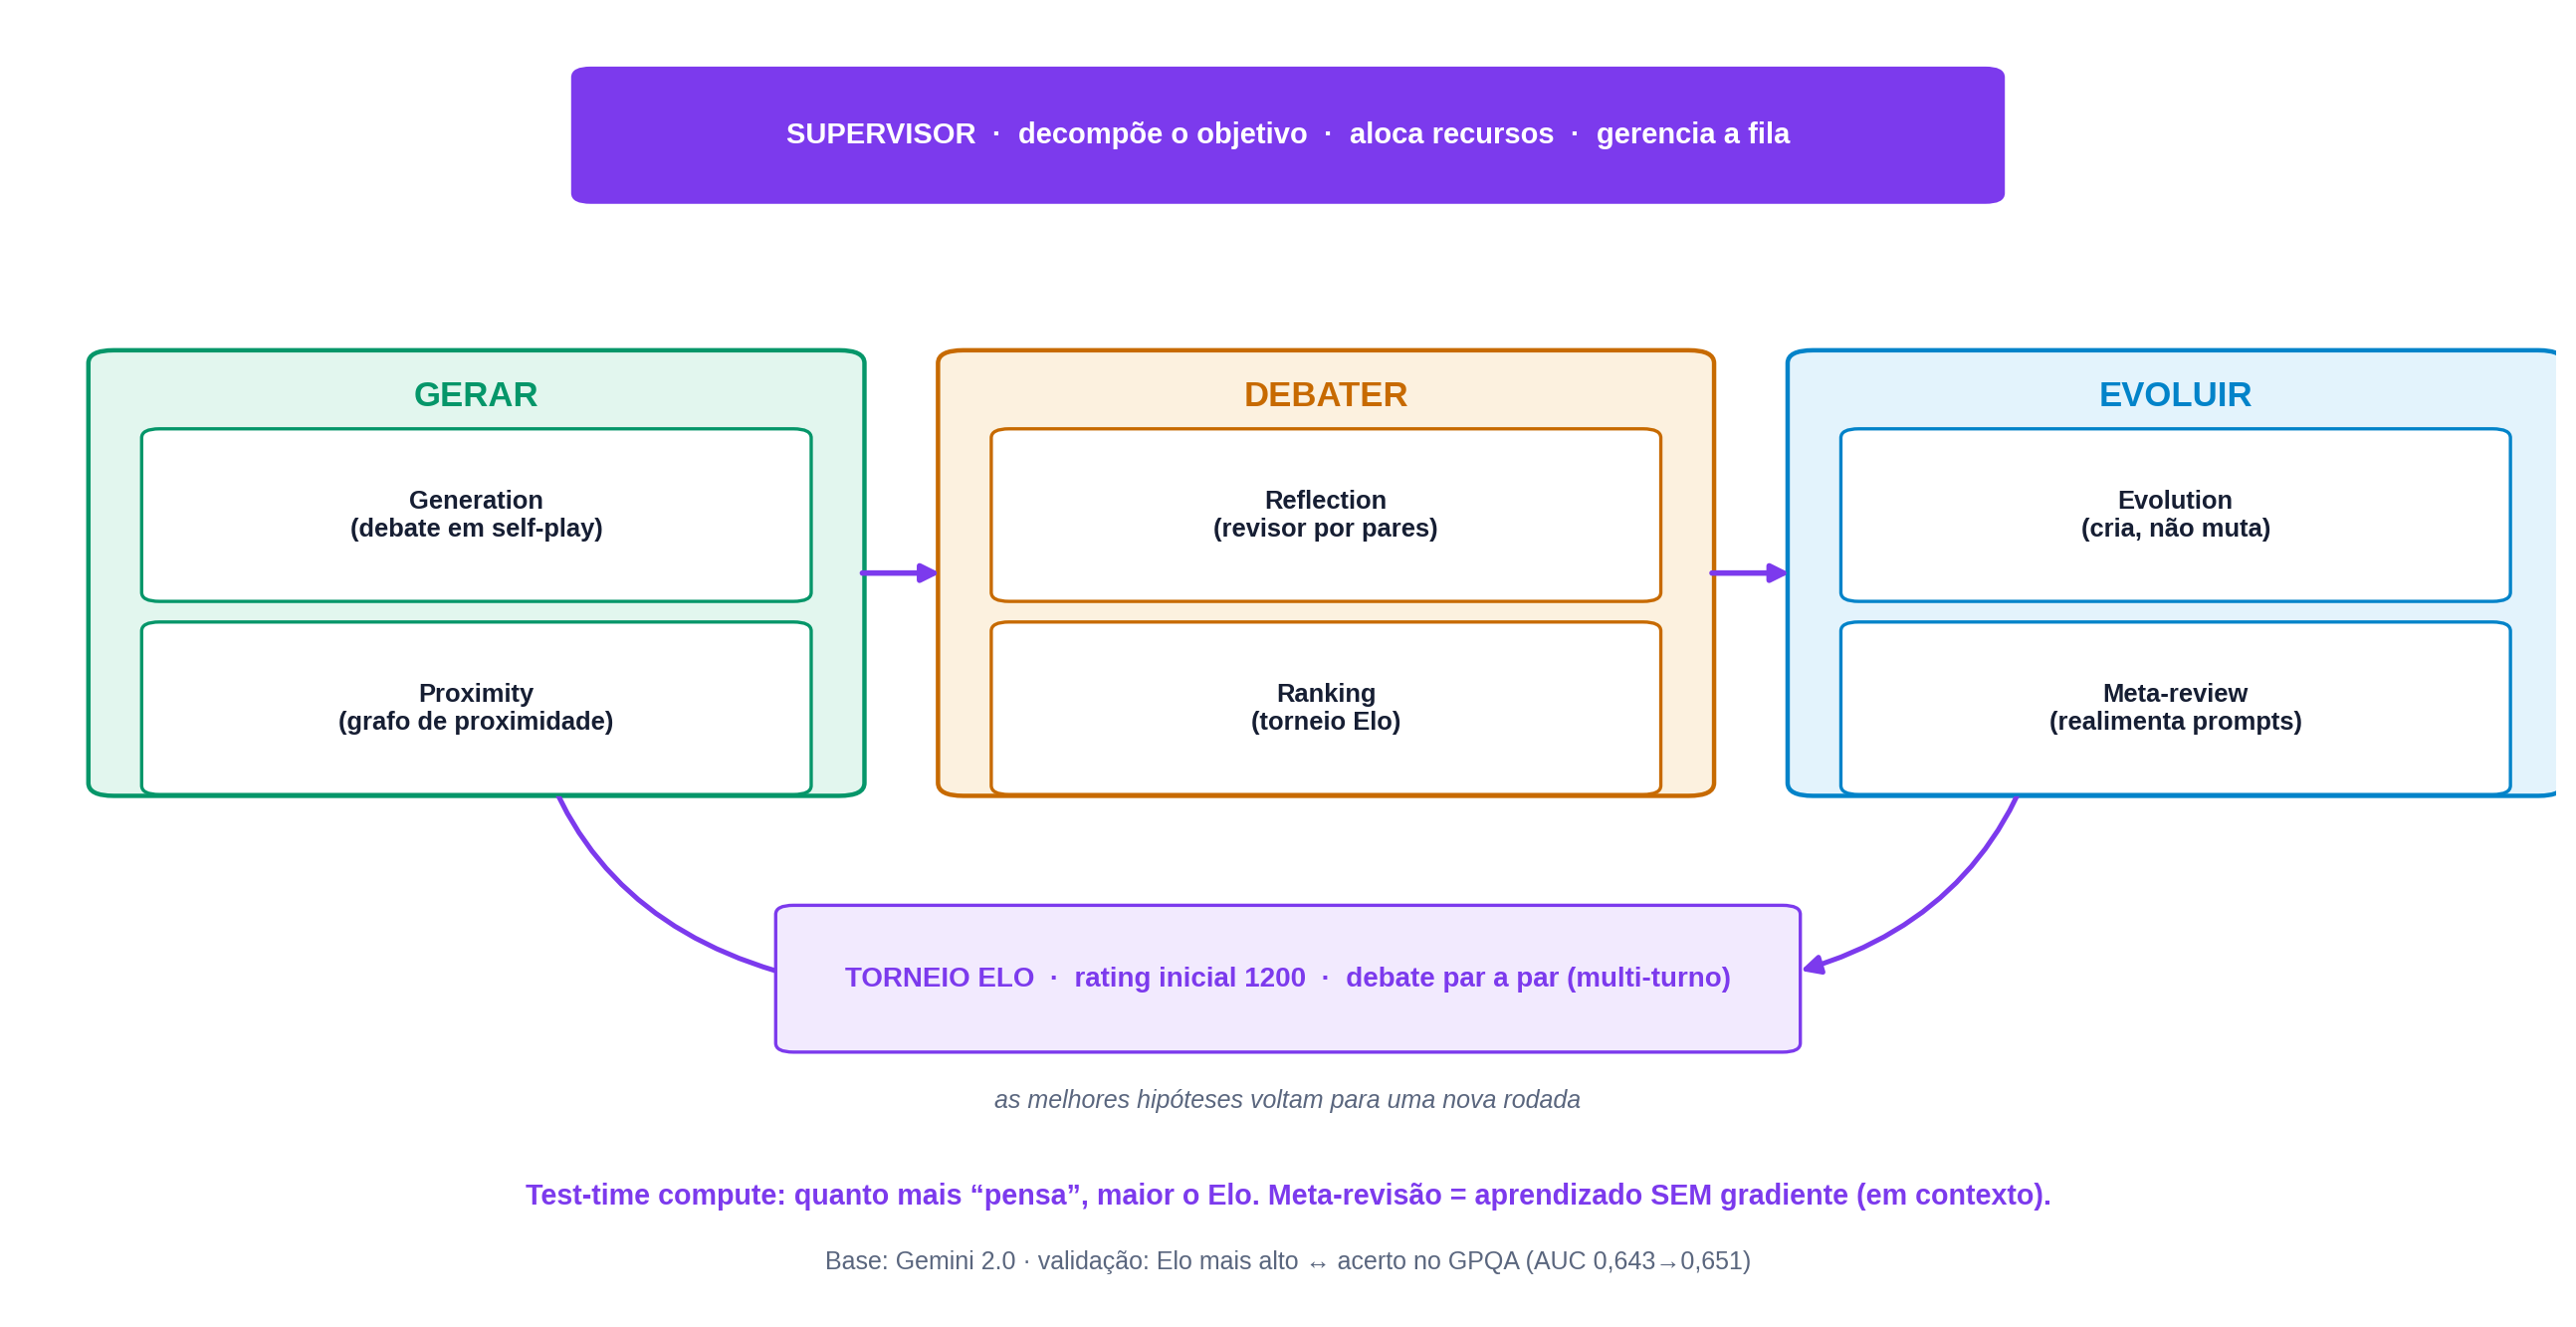 SUPERVISOR · decompõe o objetivo · aloca recursos · gerencia a fila
GERAR
Generation
(debate em self-play)
Proximity
(grafo de proximidade)
DEBATER
Reflection
(revisor por pares)
Ranking
(torneio Elo)
EVOLUIR
Evolution
(cria, não muta)
Meta-review
(realimenta prompts)
TORNEIO ELO · rating inicial 1200 · debate par a par (multi-turno)
as melhores hipóteses voltam para uma nova rodada
Test-time compute: quanto mais “pensa”, maior o Elo. Meta-revisão = aprendizado SEM gradiente (em contexto).
Base: Gemini 2.0 · validação: Elo mais alto ↔ acerto no GPQA (AUC 0,643→0,651)